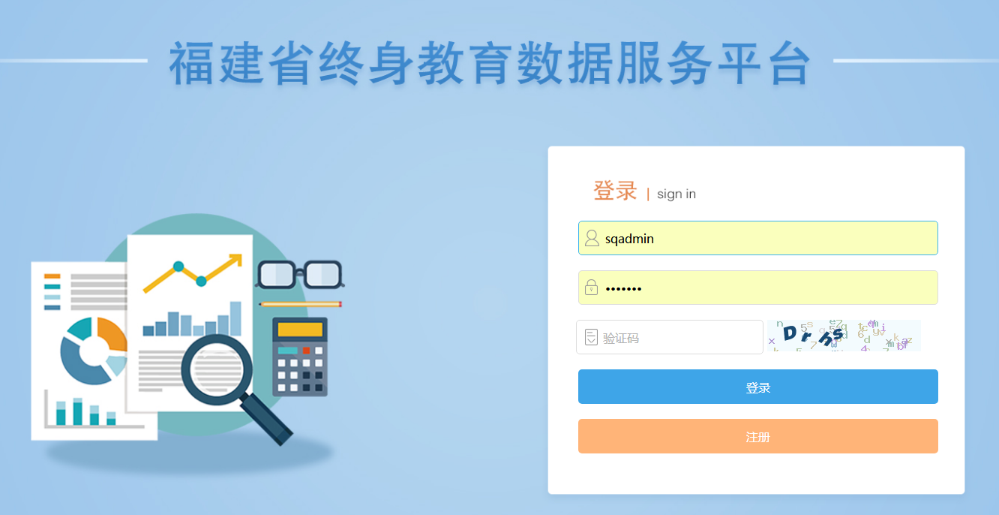 福建省终身教育数据服务平台
登录 | sign in
sqadmin
•••••••
验证码
登录
注册